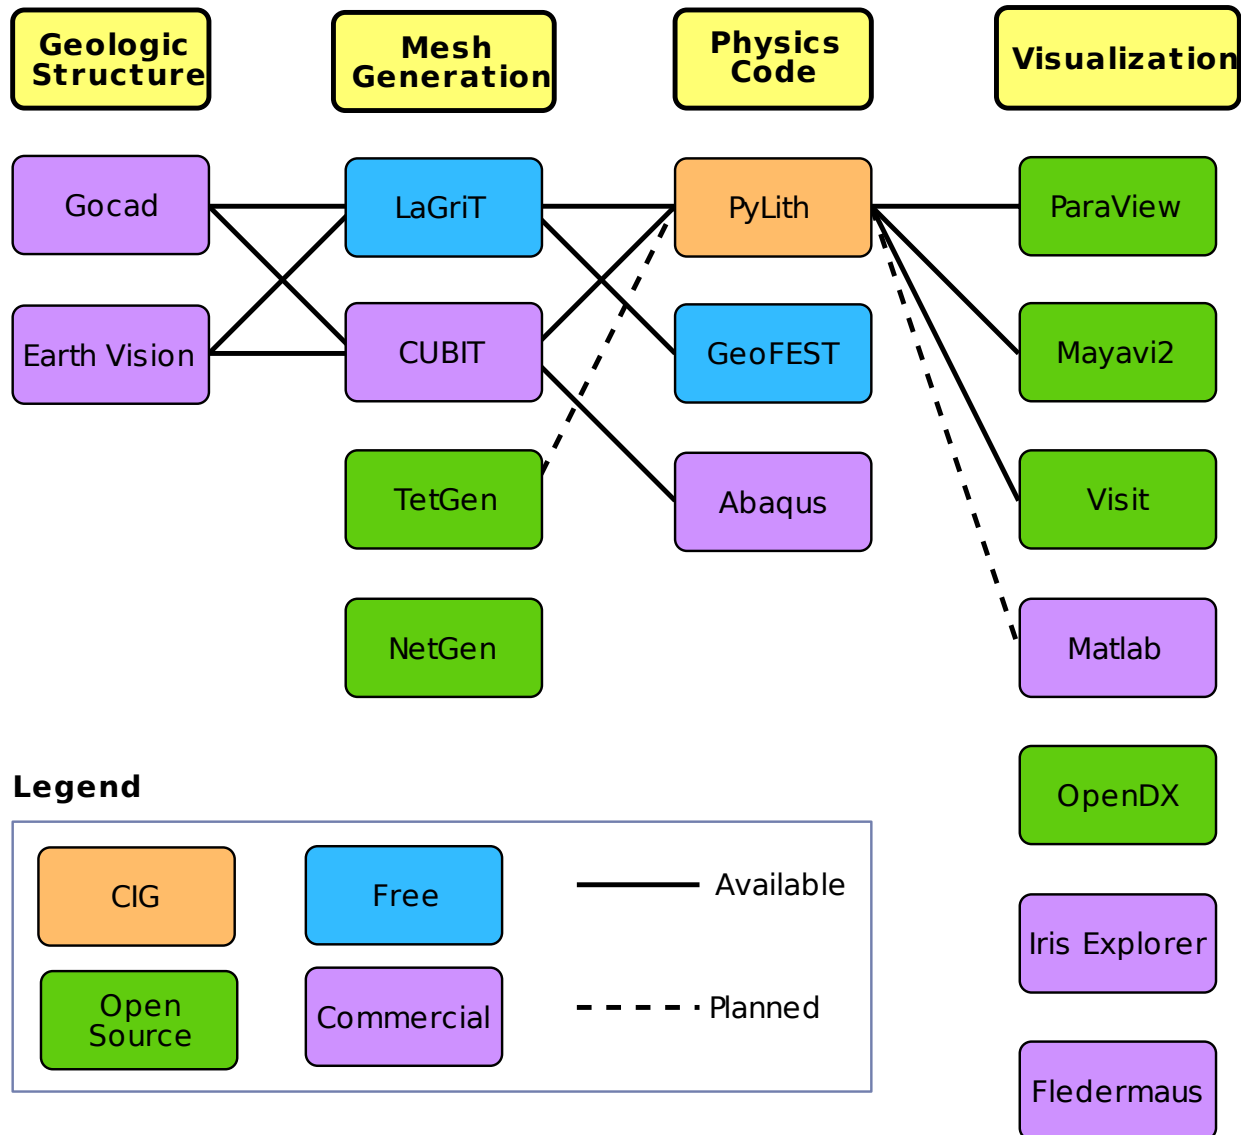 Geologic
Structure
Mesh
Generation
Physics
Code
Visualization
Gocad
LaGriT
PyLith
ParaView
Earth Vision
CUBIT
GeoFEST
Mayavi2
TetGen
Abaqus
Visit
NetGen
Matlab
OpenDX
Legend
CIG
Free
Available
Iris Explorer
Open
Source
Commercial
Planned
Fledermaus